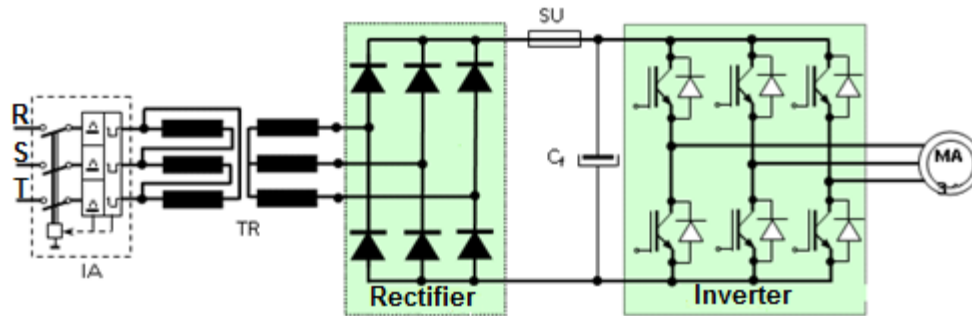 SU
R
S
T
IA
TR
Rectifier
Cf
Inverter
MA
3~